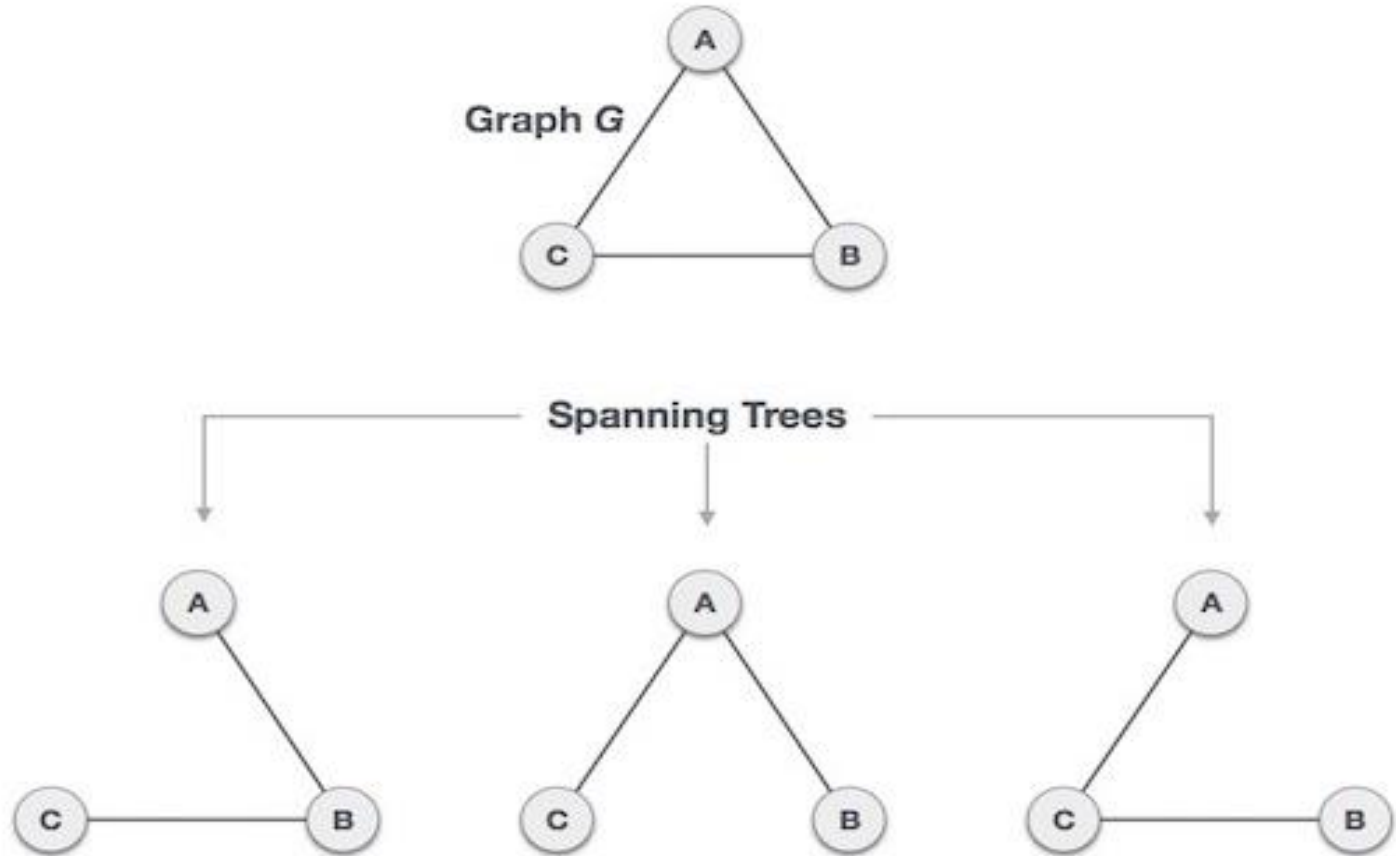 A
Graph G
C B
Spanning Trees
A A A
C B C B C B